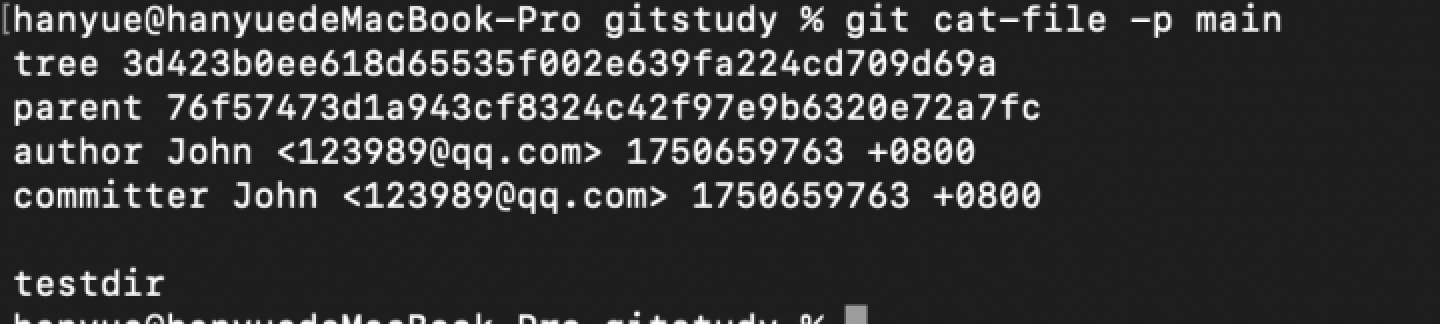 [hanyue@hanyuedeMacBook-Pro gitstudy % git cat-file -p main
tree 3d423b0ee618d65535f002e639fa224cd709d69a
parent 76f57473d1a943cf8324c42f97e9b6320e72a7fc
author John <123989@qq.com> 1750659763 +0800
committer John <123989@qq.com> 1750659763 +0800
testdir
hanyue@hanyuedeMacBook-Pro gitstudy %